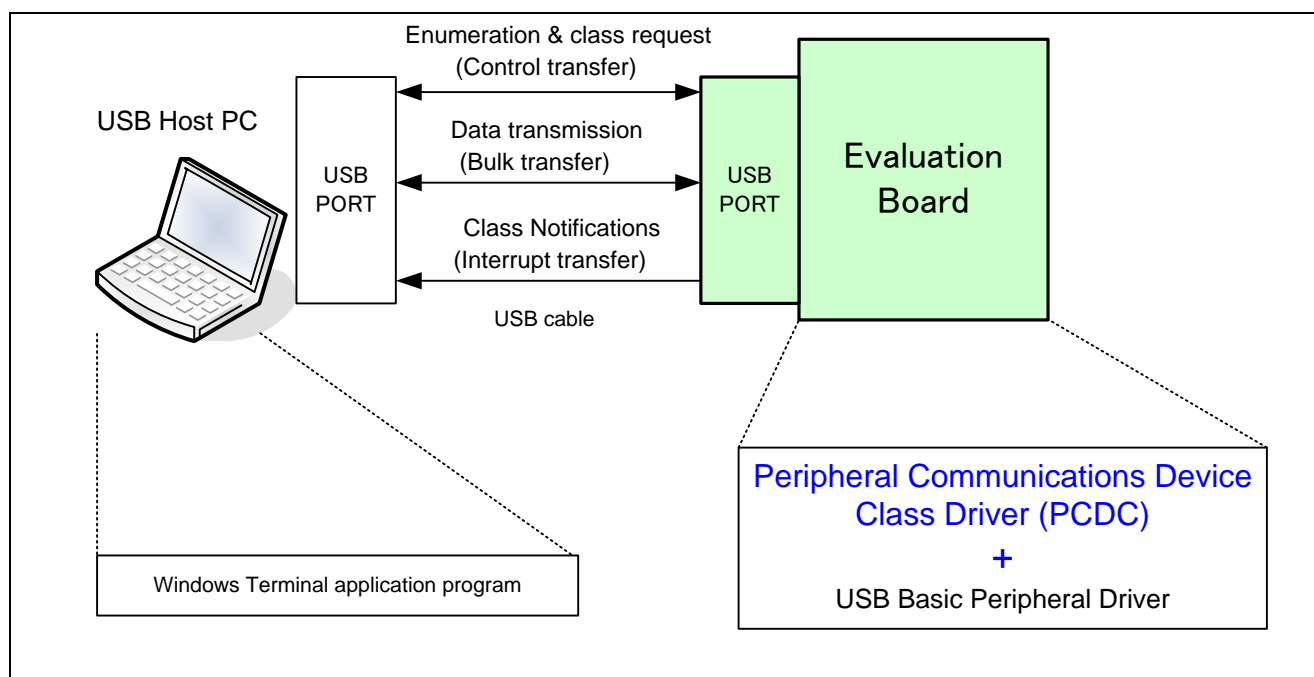 Enumeration & class request
(Control transfer)
USB Host PC
Data transmission
(Bulk transfer)
USB
PORT
USB
PORT
Evaluation
Board
Class Notifications
(Interrupt transfer)
USB cable
Peripheral Communications Device
Class Driver (PCDC)
+
USB Basic Peripheral Driver
Windows Terminal application program